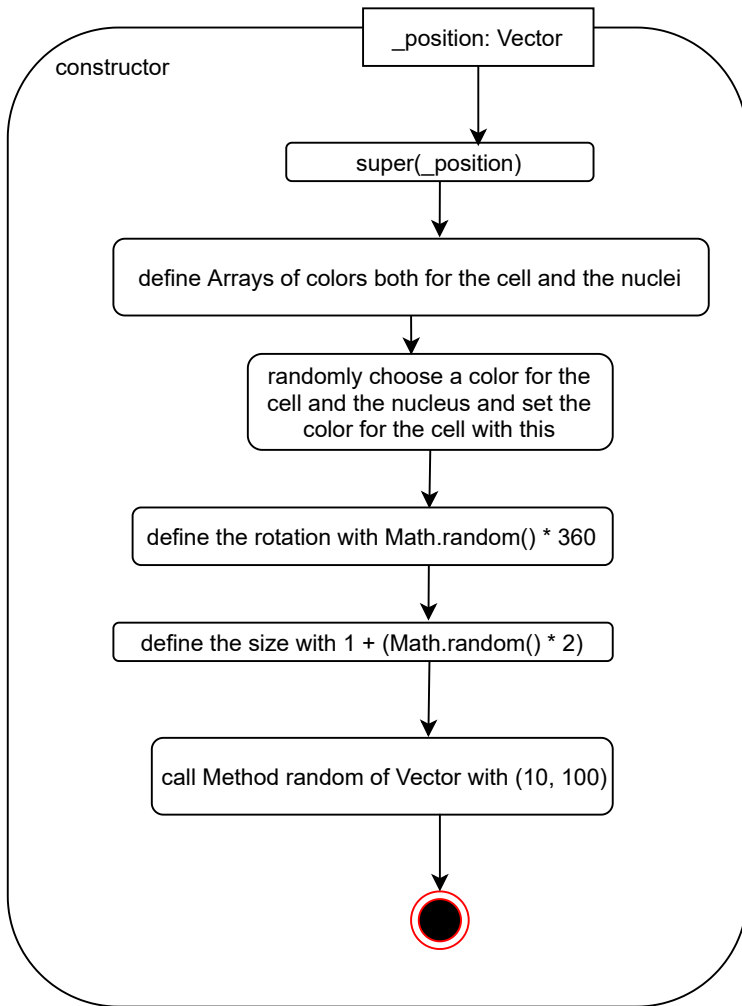 _position: Vector
constructor
super(_position)
define Arrays of colors both for the cell and the nuclei
randomly choose a color for the
cell and the nucleus and set the
color for the cell with this
define the rotation with Math.random() * 360
define the size with 1 + (Math.random() * 2)
call Method random of Vector with (10, 100)